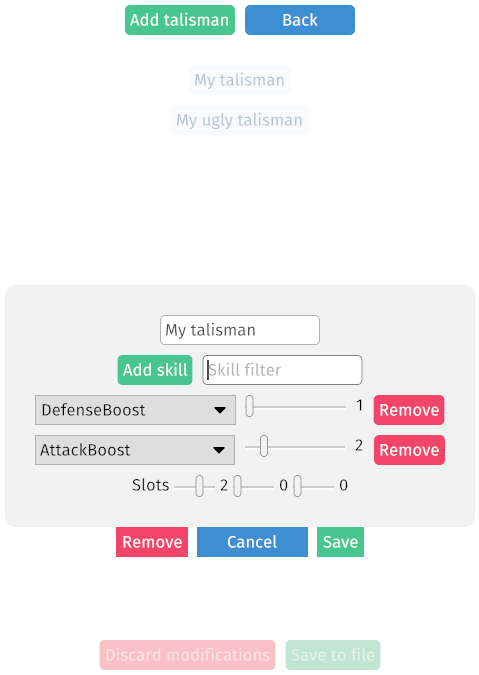 Add talisman Back
My talisman
My ugly talisman
My talisman
Add skill Skill filter
DefenseBoost 1 Remove
AttackBoost 2 Remove
Slots 2 0 0
Remove Cancel Save
Discard modifications Save to file